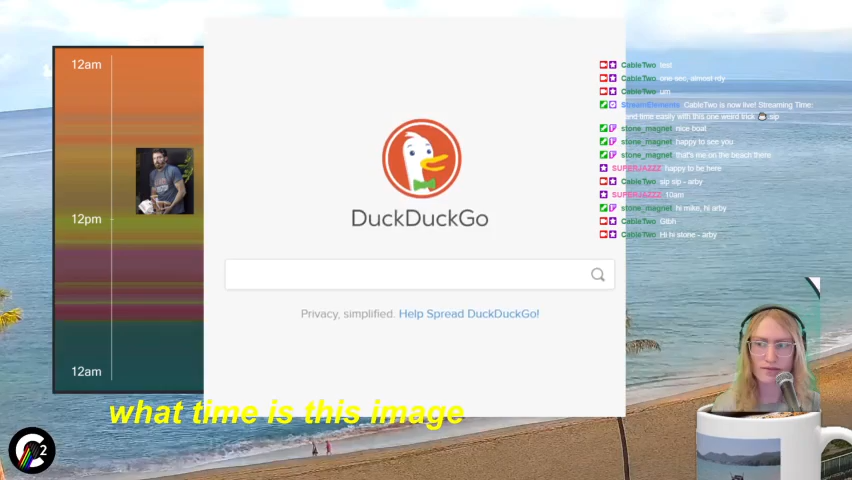 12am
12pm
12am
DuckDuckGo
Privacy, simplified. Help Spread DuckDuckGo!
what time is this image
CableTwo test
CableTwo one sec, almost rdy
CableTwo um
StreamElements CableTwo is now live! Streaming Time:
and time easily with this one weird trick sip
stone_magnet nice boat
stone_magnet happy to see you
stone_magnet that's me on the beach there
SUPERJAZZZ happy to be here
CableTwo sip sip - arby
SUPERJAZZZ 10am
stone_magnet hi mike, hi arby
CableTwo Glbh
CableTwo Hi hi stone - arby
2